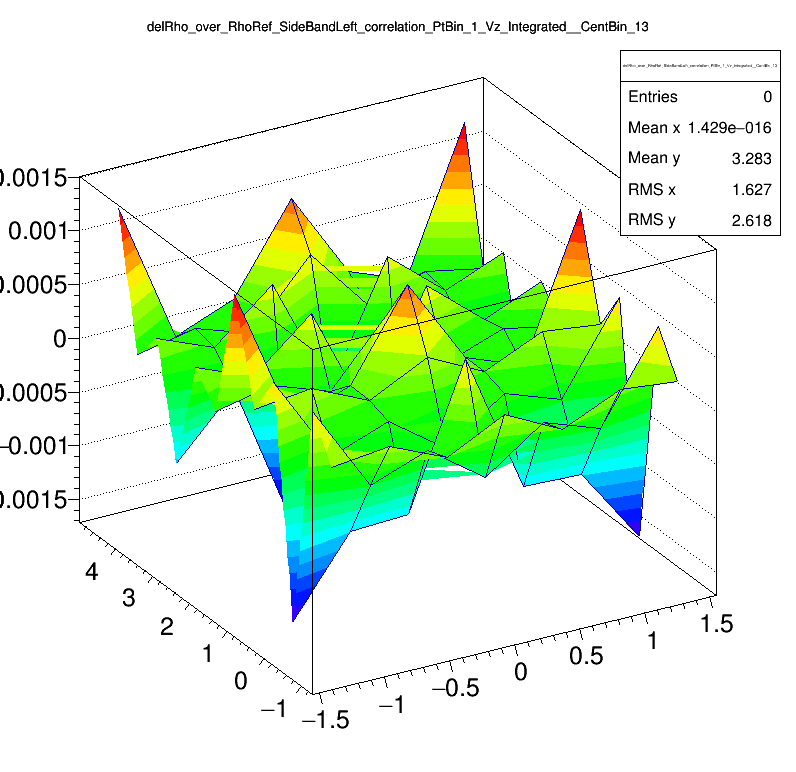 delRho_over_RhoRef_SideBandLeft_correlation_PtBin_1_Vz_Integrated__CentBin_13
delRho_over_RhoRef_SideBandLeft_correlation_PtBin_1_Vz_Integrated__CentBin_13
Entries 0
Mean x 1.429e−016
Mean y 3.283
RMS x 1.627
RMS y 2.618
0.0015
0.001
0.0005
0
0.0005
−0.001
0.0015
4
3
2
1
0
−1
−1.5
−1
−0.5
0
0.5
1
1.5